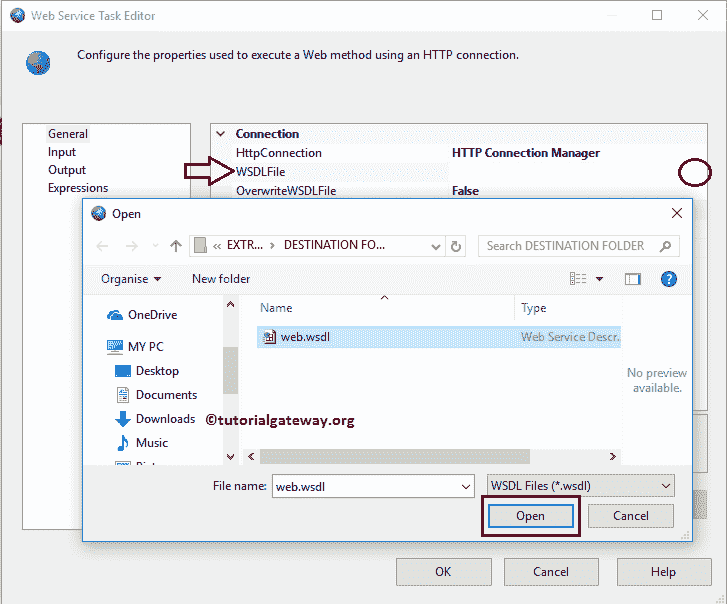 Web Service Task Editor
Configure the properties used to execute a Web method using an HTTP connection.
General
Input
Output
Expressions
Connection
HttpConnection HTTP Connection Manager
WSDLFile
OverwriteWSDLFile False
Open
« EXTR... › DESTINATION FO... Search DESTINATION FOLDER
Organise New folder
Name Type
OneDrive
MY PC
Desktop
Documents
Downloads
Music
web.wsdl Web Service Descr.
No preview
available.
©tutorialgateway.org
File name: web.wsdl WSDL Files (*.wsdl)
Open Cancel
OK Cancel Help